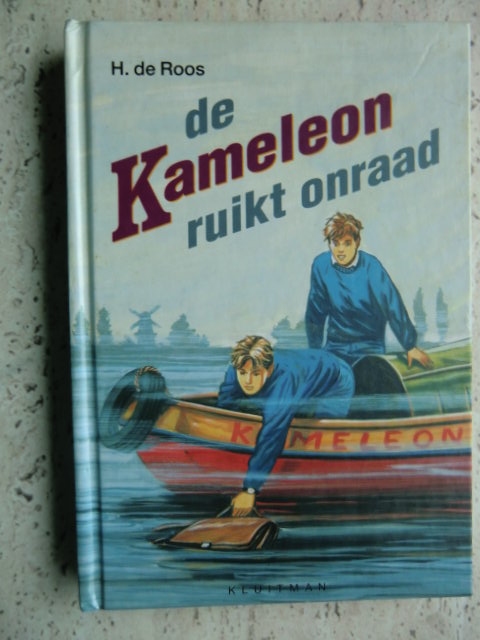 H. de Roos
de
Kameleon
ruikt onraad
KAMELEON
KLUITMAN